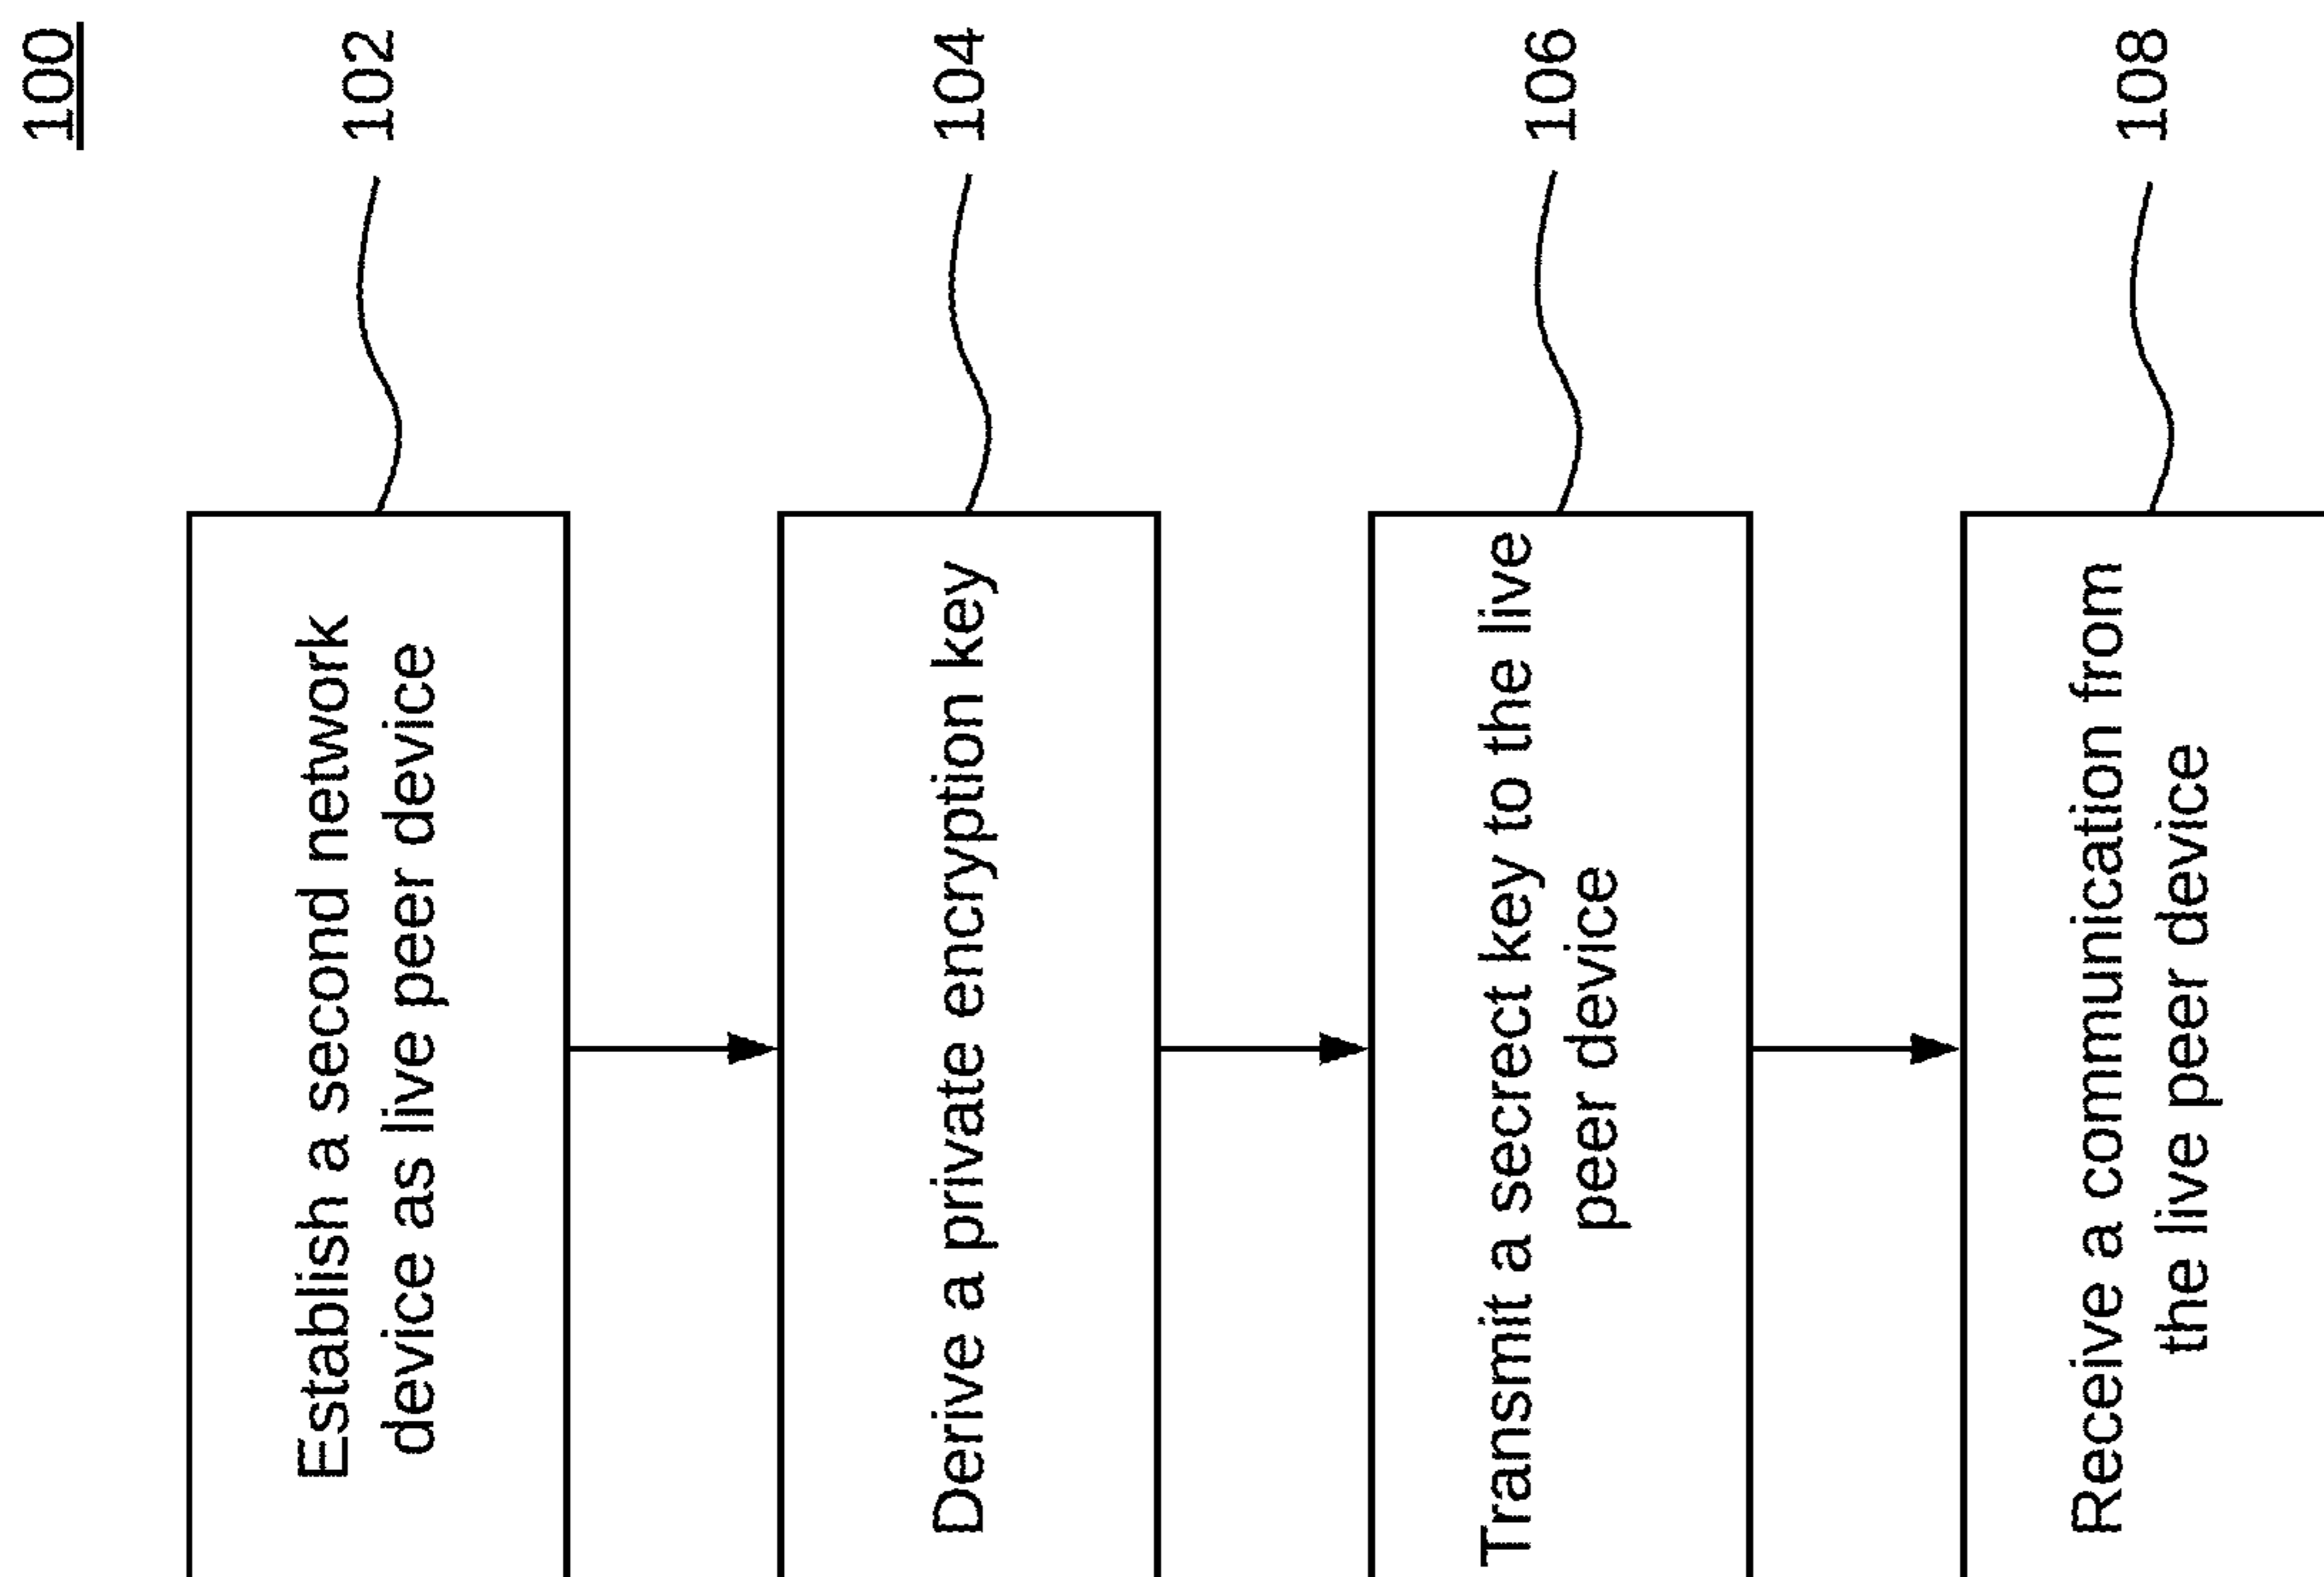 100
Establish a second network
device as live peer device
102
Derive a private encryption key
104
Transmit a secrect key to the live
peer device
106
Receive a communication from
the live peer device
108